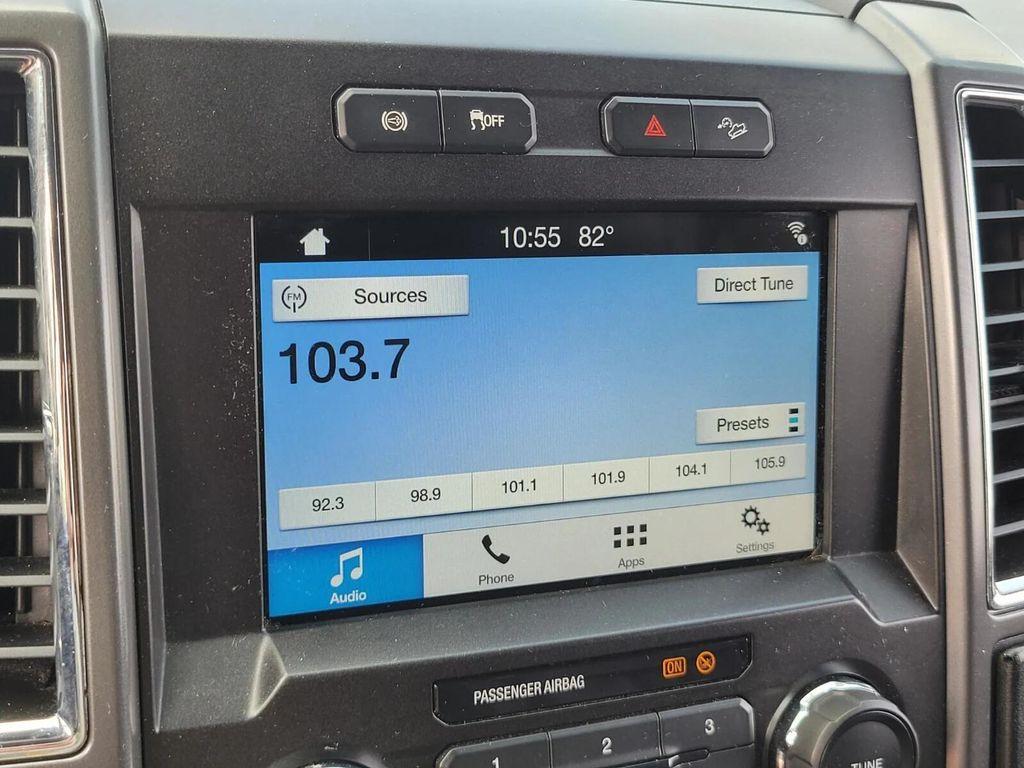 OFF
10:55 82°
FM Sources
Direct Tune
103.7
Presets
92.3 98.9 101.1 101.9 104.1 105.9
Audio Phone Apps Settings
PASSENGER AIRBAG ON
1 2 3
TUNE